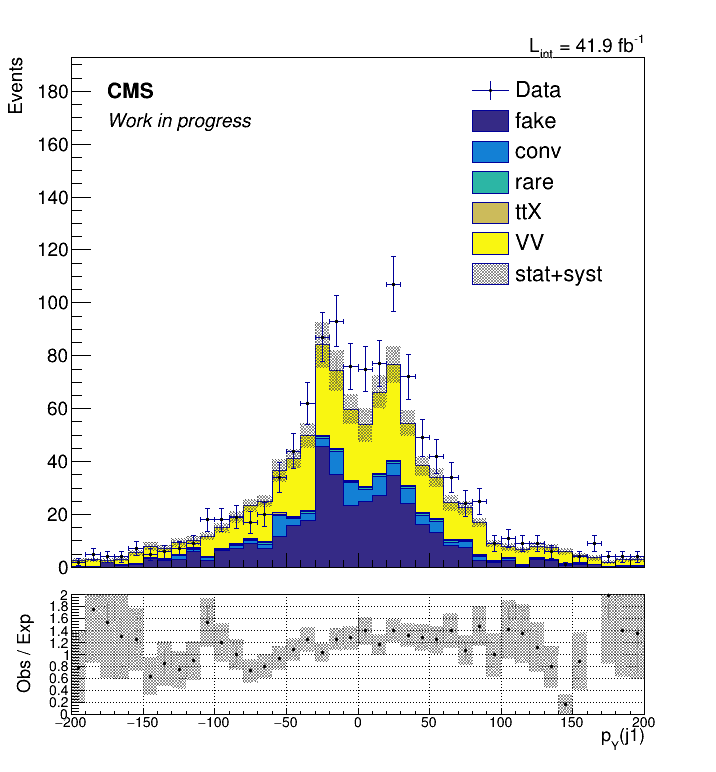 L_int = 41.9 fb^-1
Events
CMS
Work in progress
Data
fake
conv
rare
ttX
VV
stat+syst
180
160
140
120
100
80
60
40
20
0
Obs / Exp
2
1.8
1.6
1.4
1.2
1
0.8
0.6
0.4
0.2
0
−200 −150 −100 −50 0 50 100 150 200
p_Y(j1)